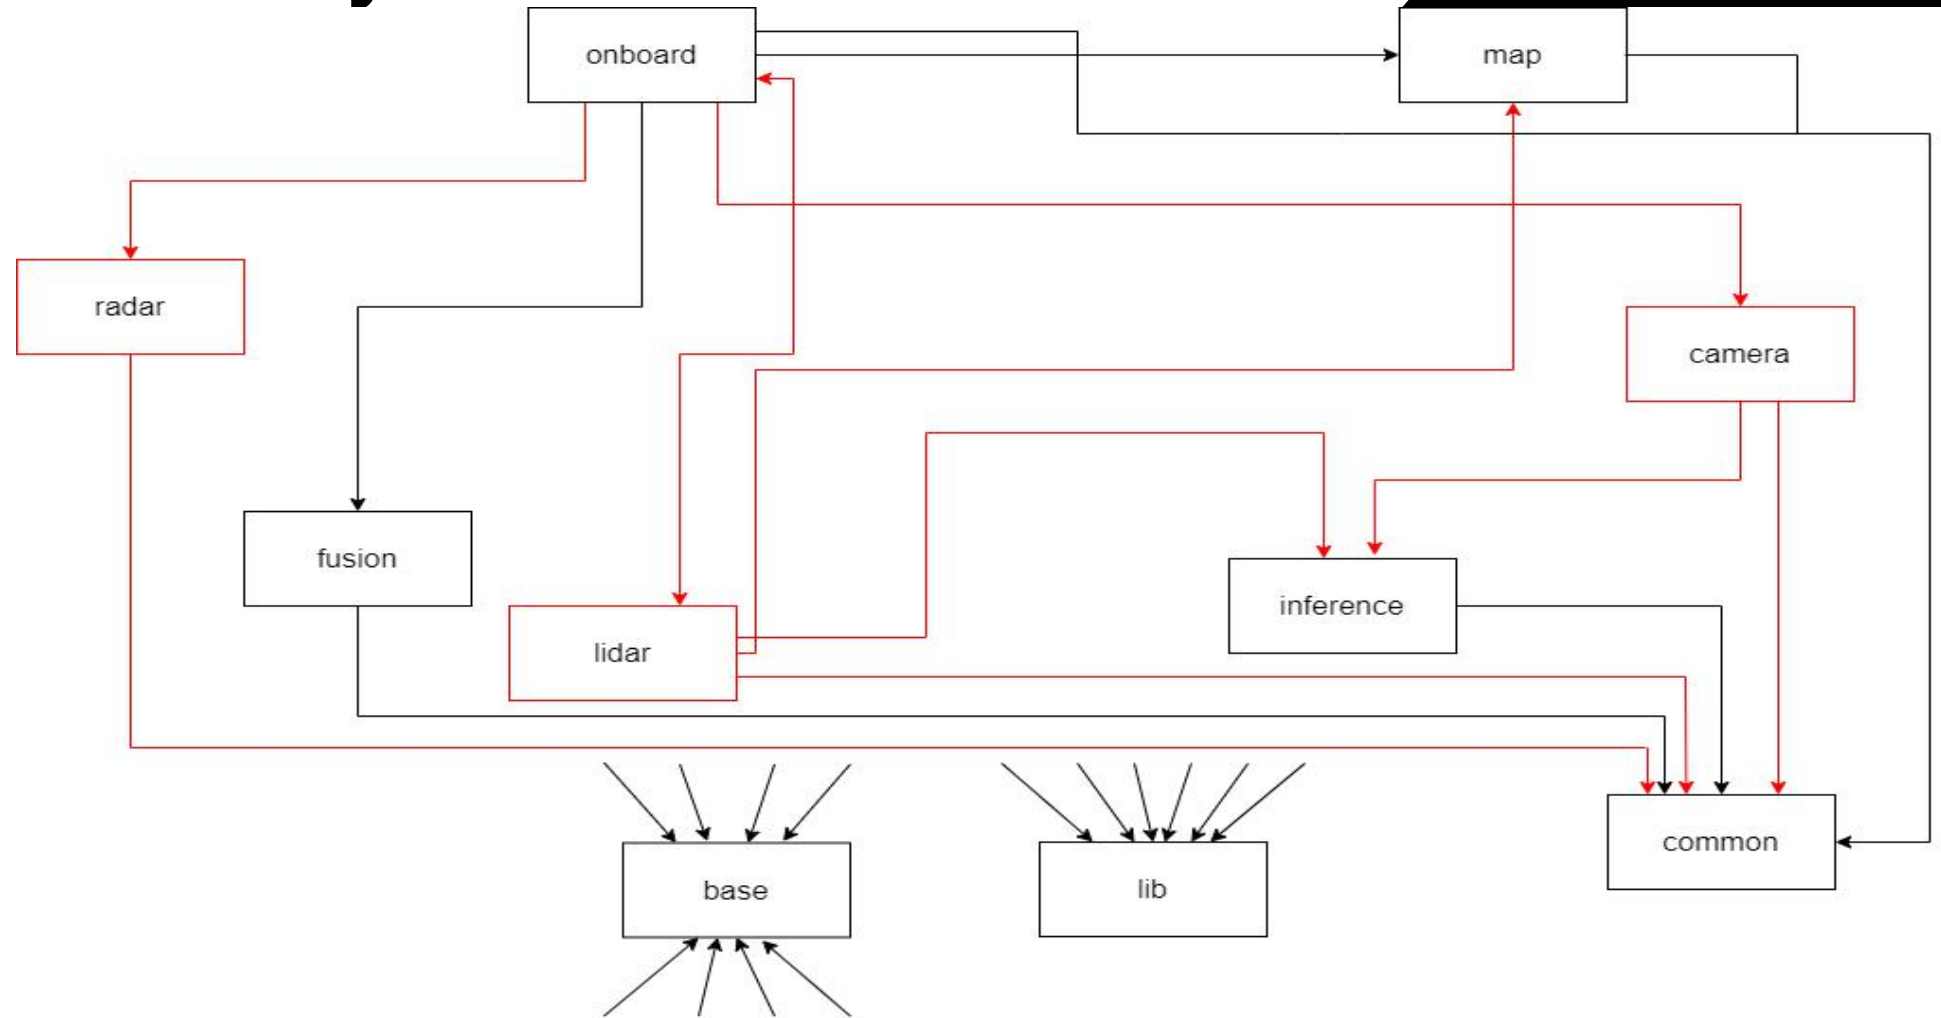 onboard
map
radar
camera
fusion
inference
lidar
common
base
lib